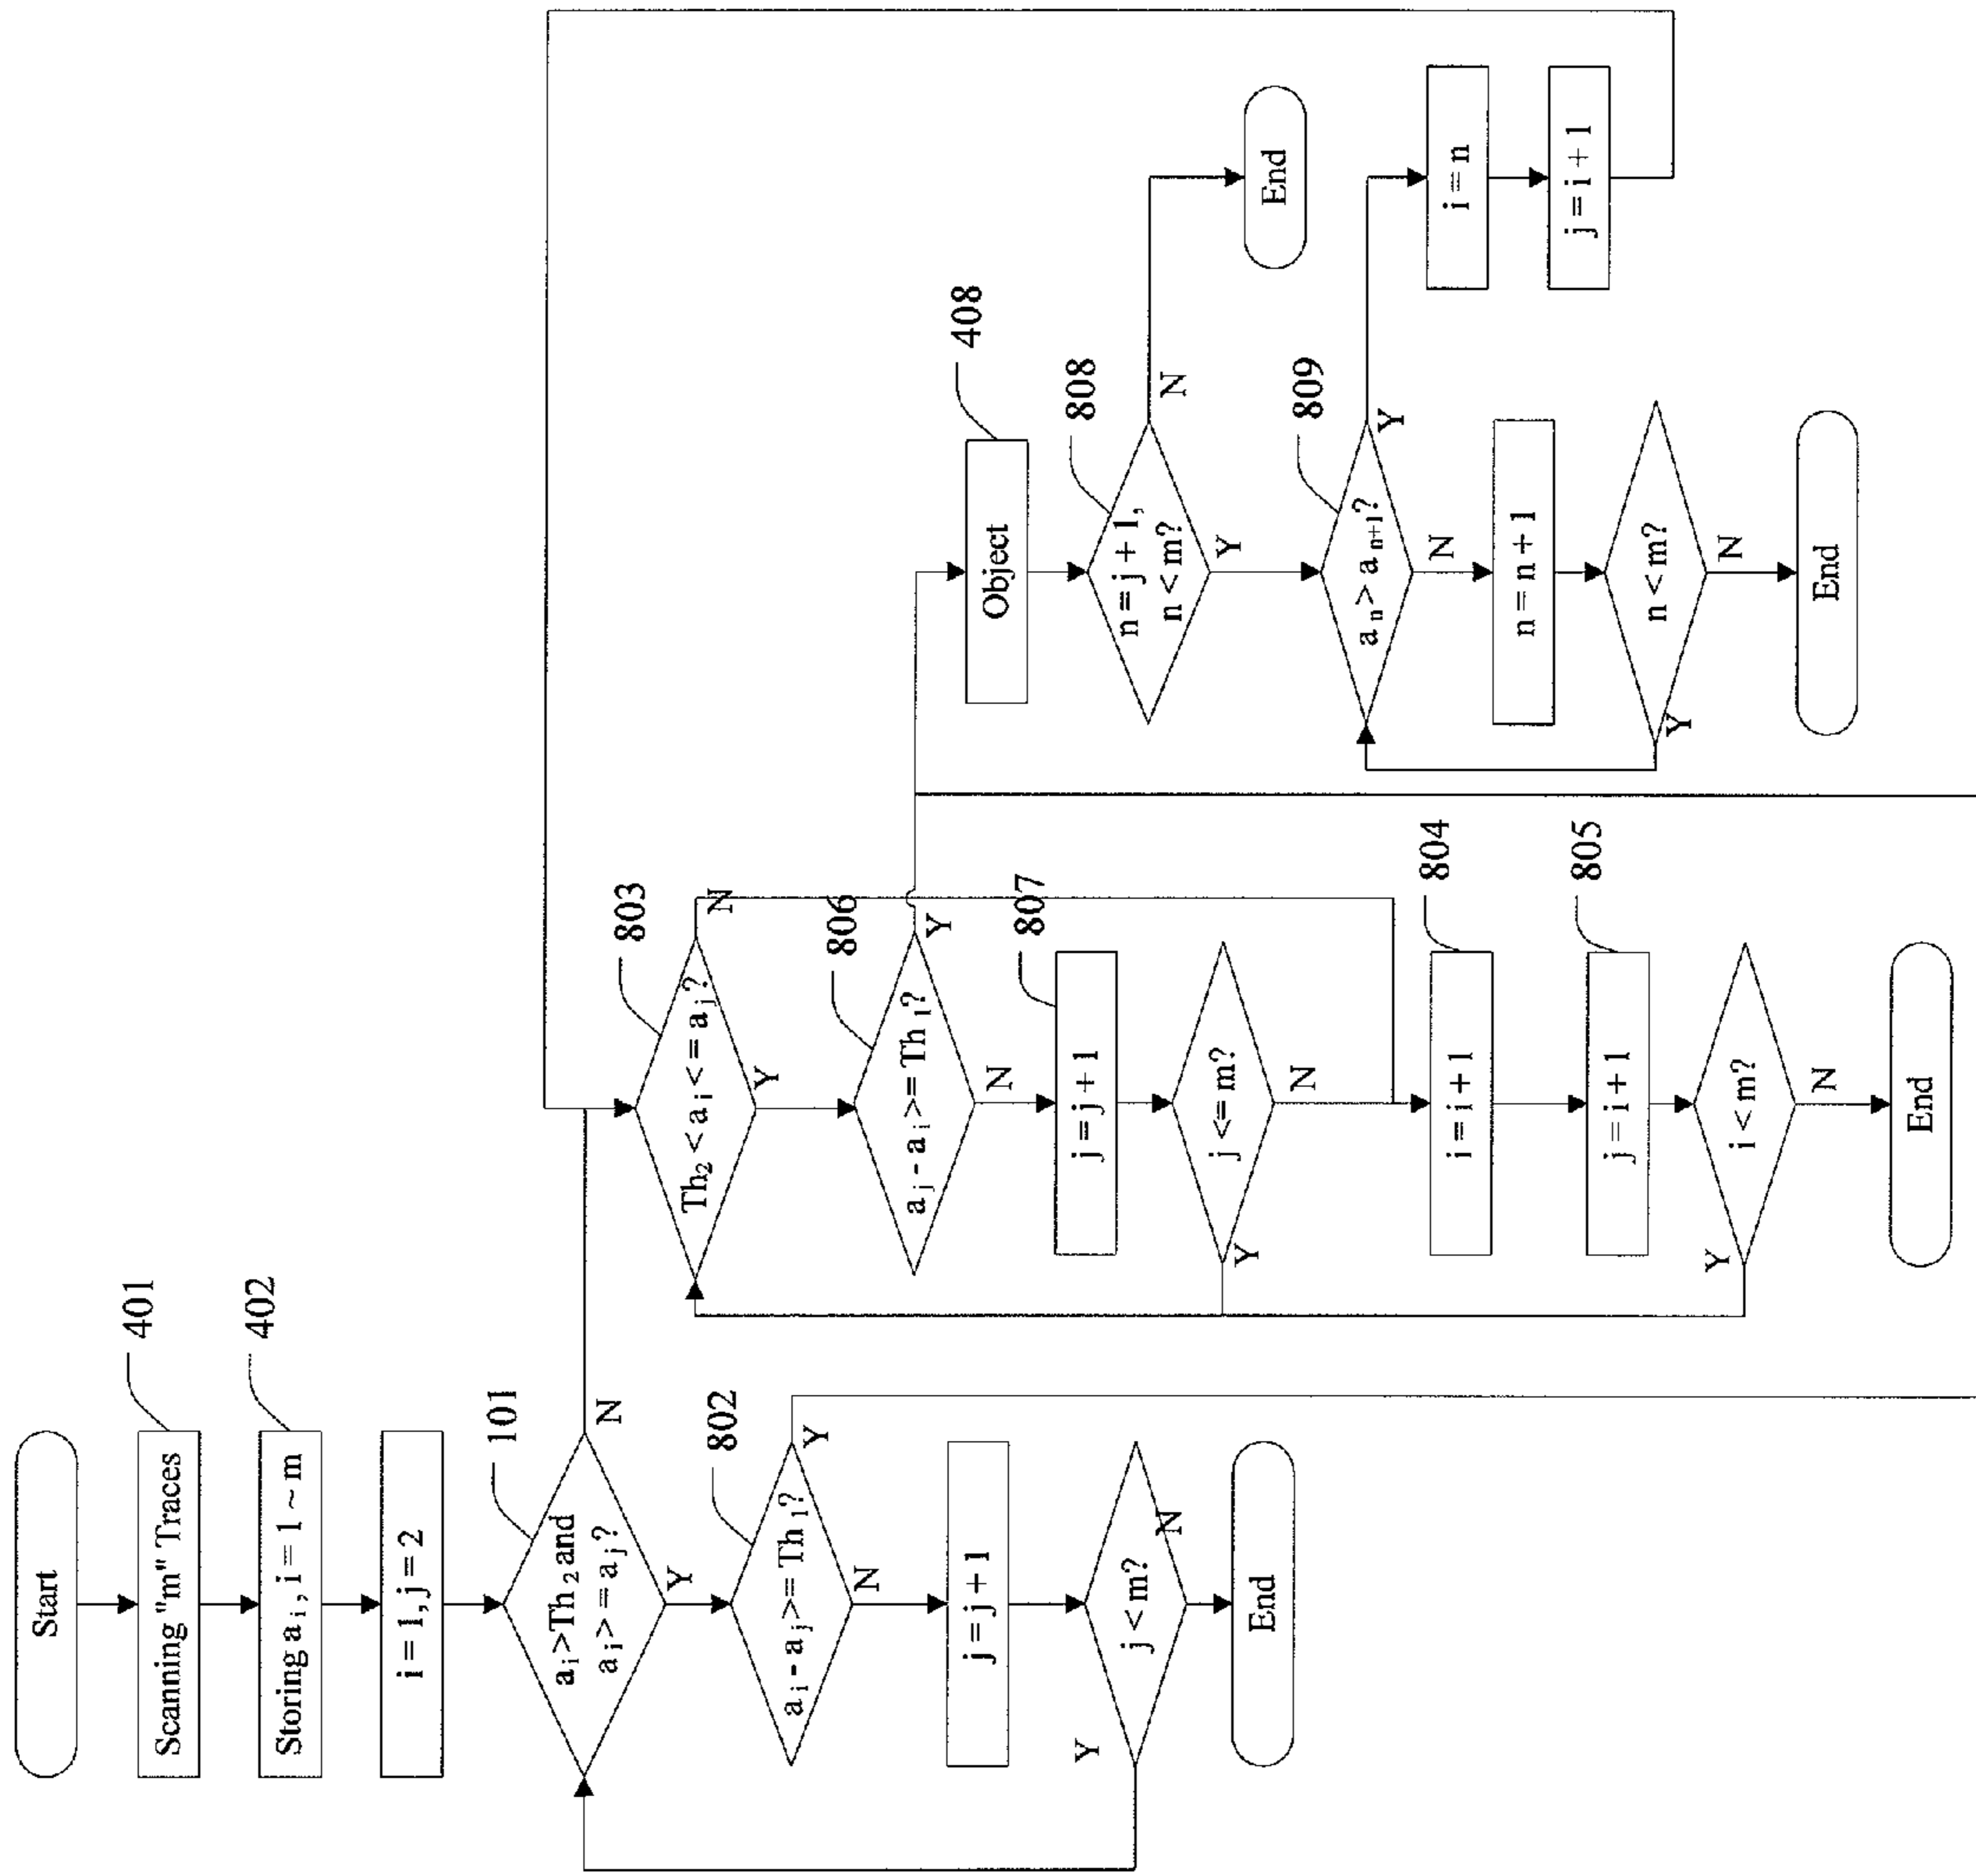 Start
Scanning "m" Traces
401
Storing a i, i = 1 ~ m
402
i = 1, j = 2
a i >Th 2 and
a i >= a j?
101
N
Y
a i - a j >= Th 1?
802
Y
N
j = j + 1
j < m?
Y
N
End
Th2 < a i <= a j?
803
N
Y
a j - a i >= Th 1?
806
Y
N
j = j + 1
807
j <= m?
Y
N
i = i + 1
804
j = i + 1
805
i < m?
Y
N
End
Object
408
n = j + 1,
n < m?
808
N
Y
End
a n > a n+1?
809
Y
N
n = n + 1
n < m?
Y
N
End
i = n
j = i + 1